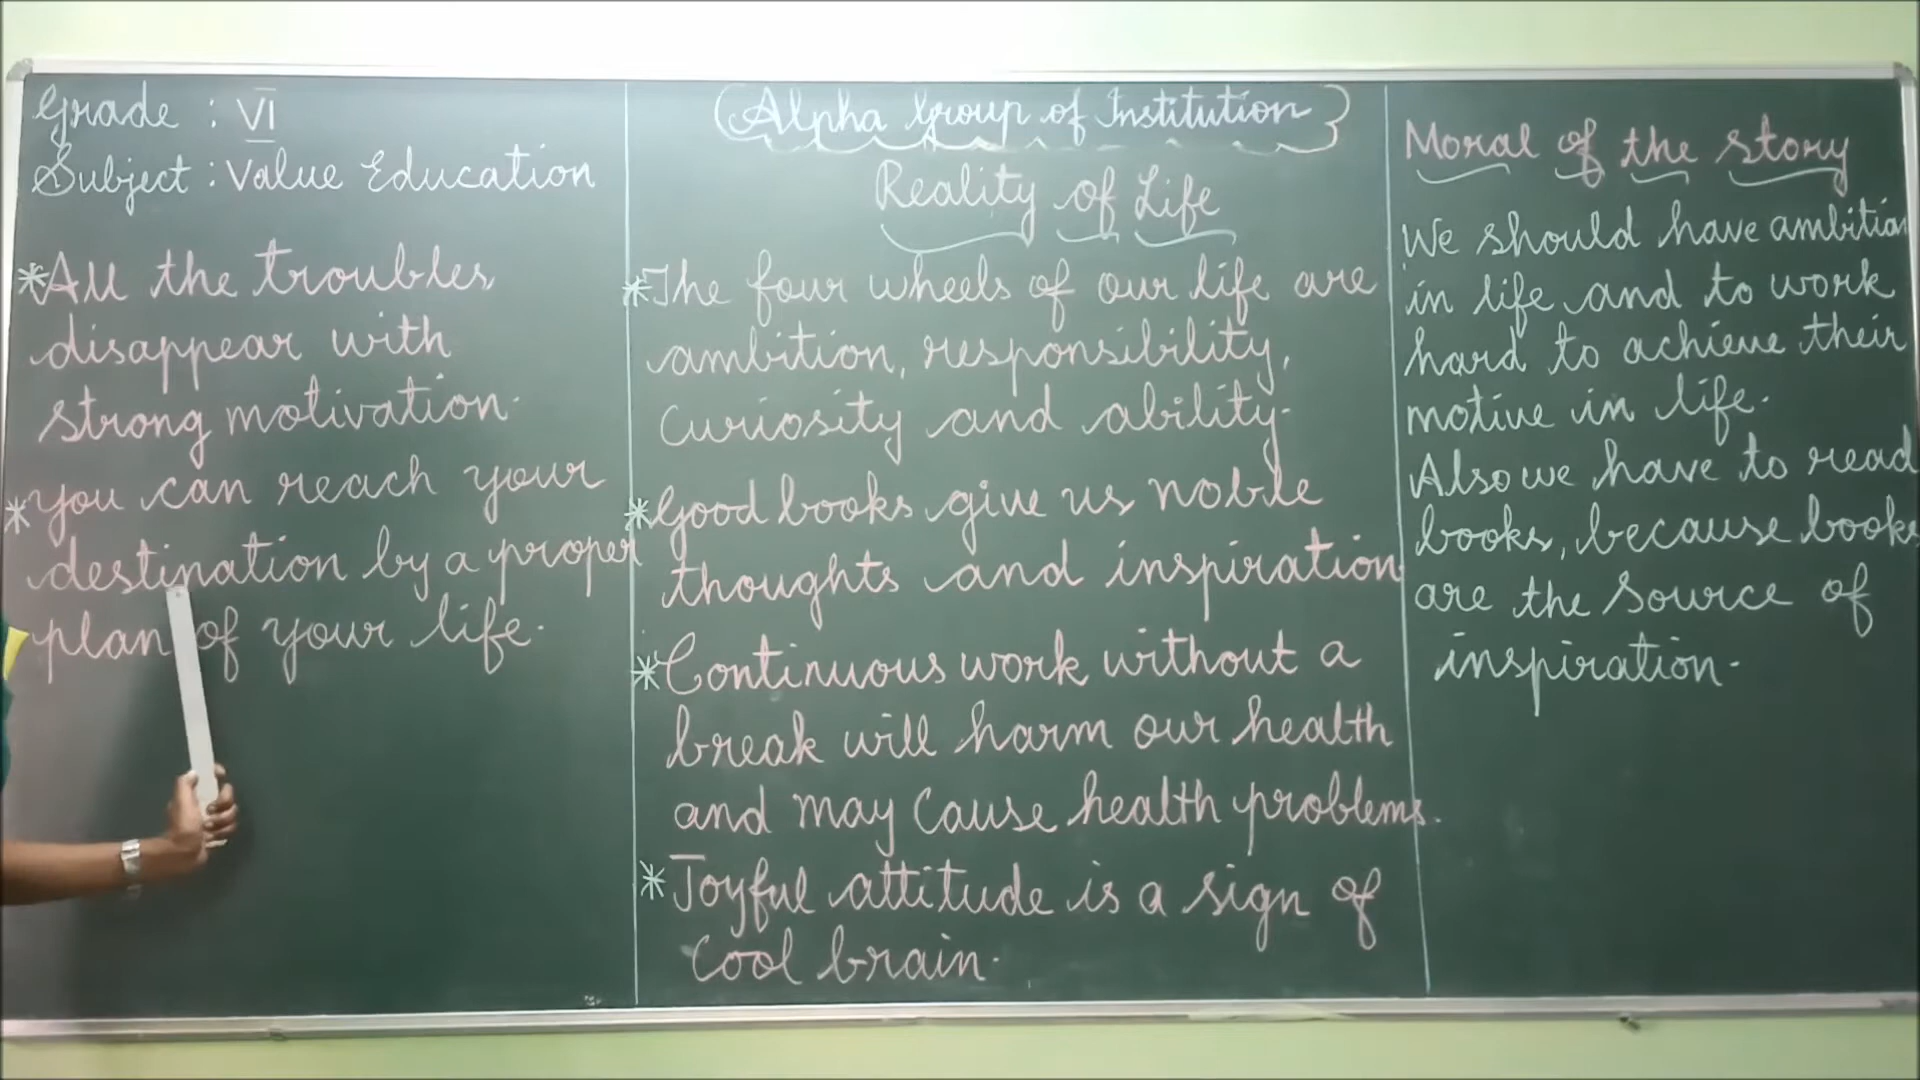 Grade : VI
Subject : Value Education
*All the troubles
disappear with
strong motivation.
*You can reach your
destination by a proper
plan of your life.
(Alpha Group of Institution)
Reality of Life
*The four wheels of our life are
ambition, responsibility,
curiosity and ability.
*Good books give us noble
thoughts and inspiration
*Continuous work without a
break will harm our health
and may cause health problems.
*Joyful attitude is a sign of
cool brain.
Moral of the story
We should have ambition
in life and to work
hard to achieve their
motive in life.
Also we have to read
books, because books
are the source of
inspiration.